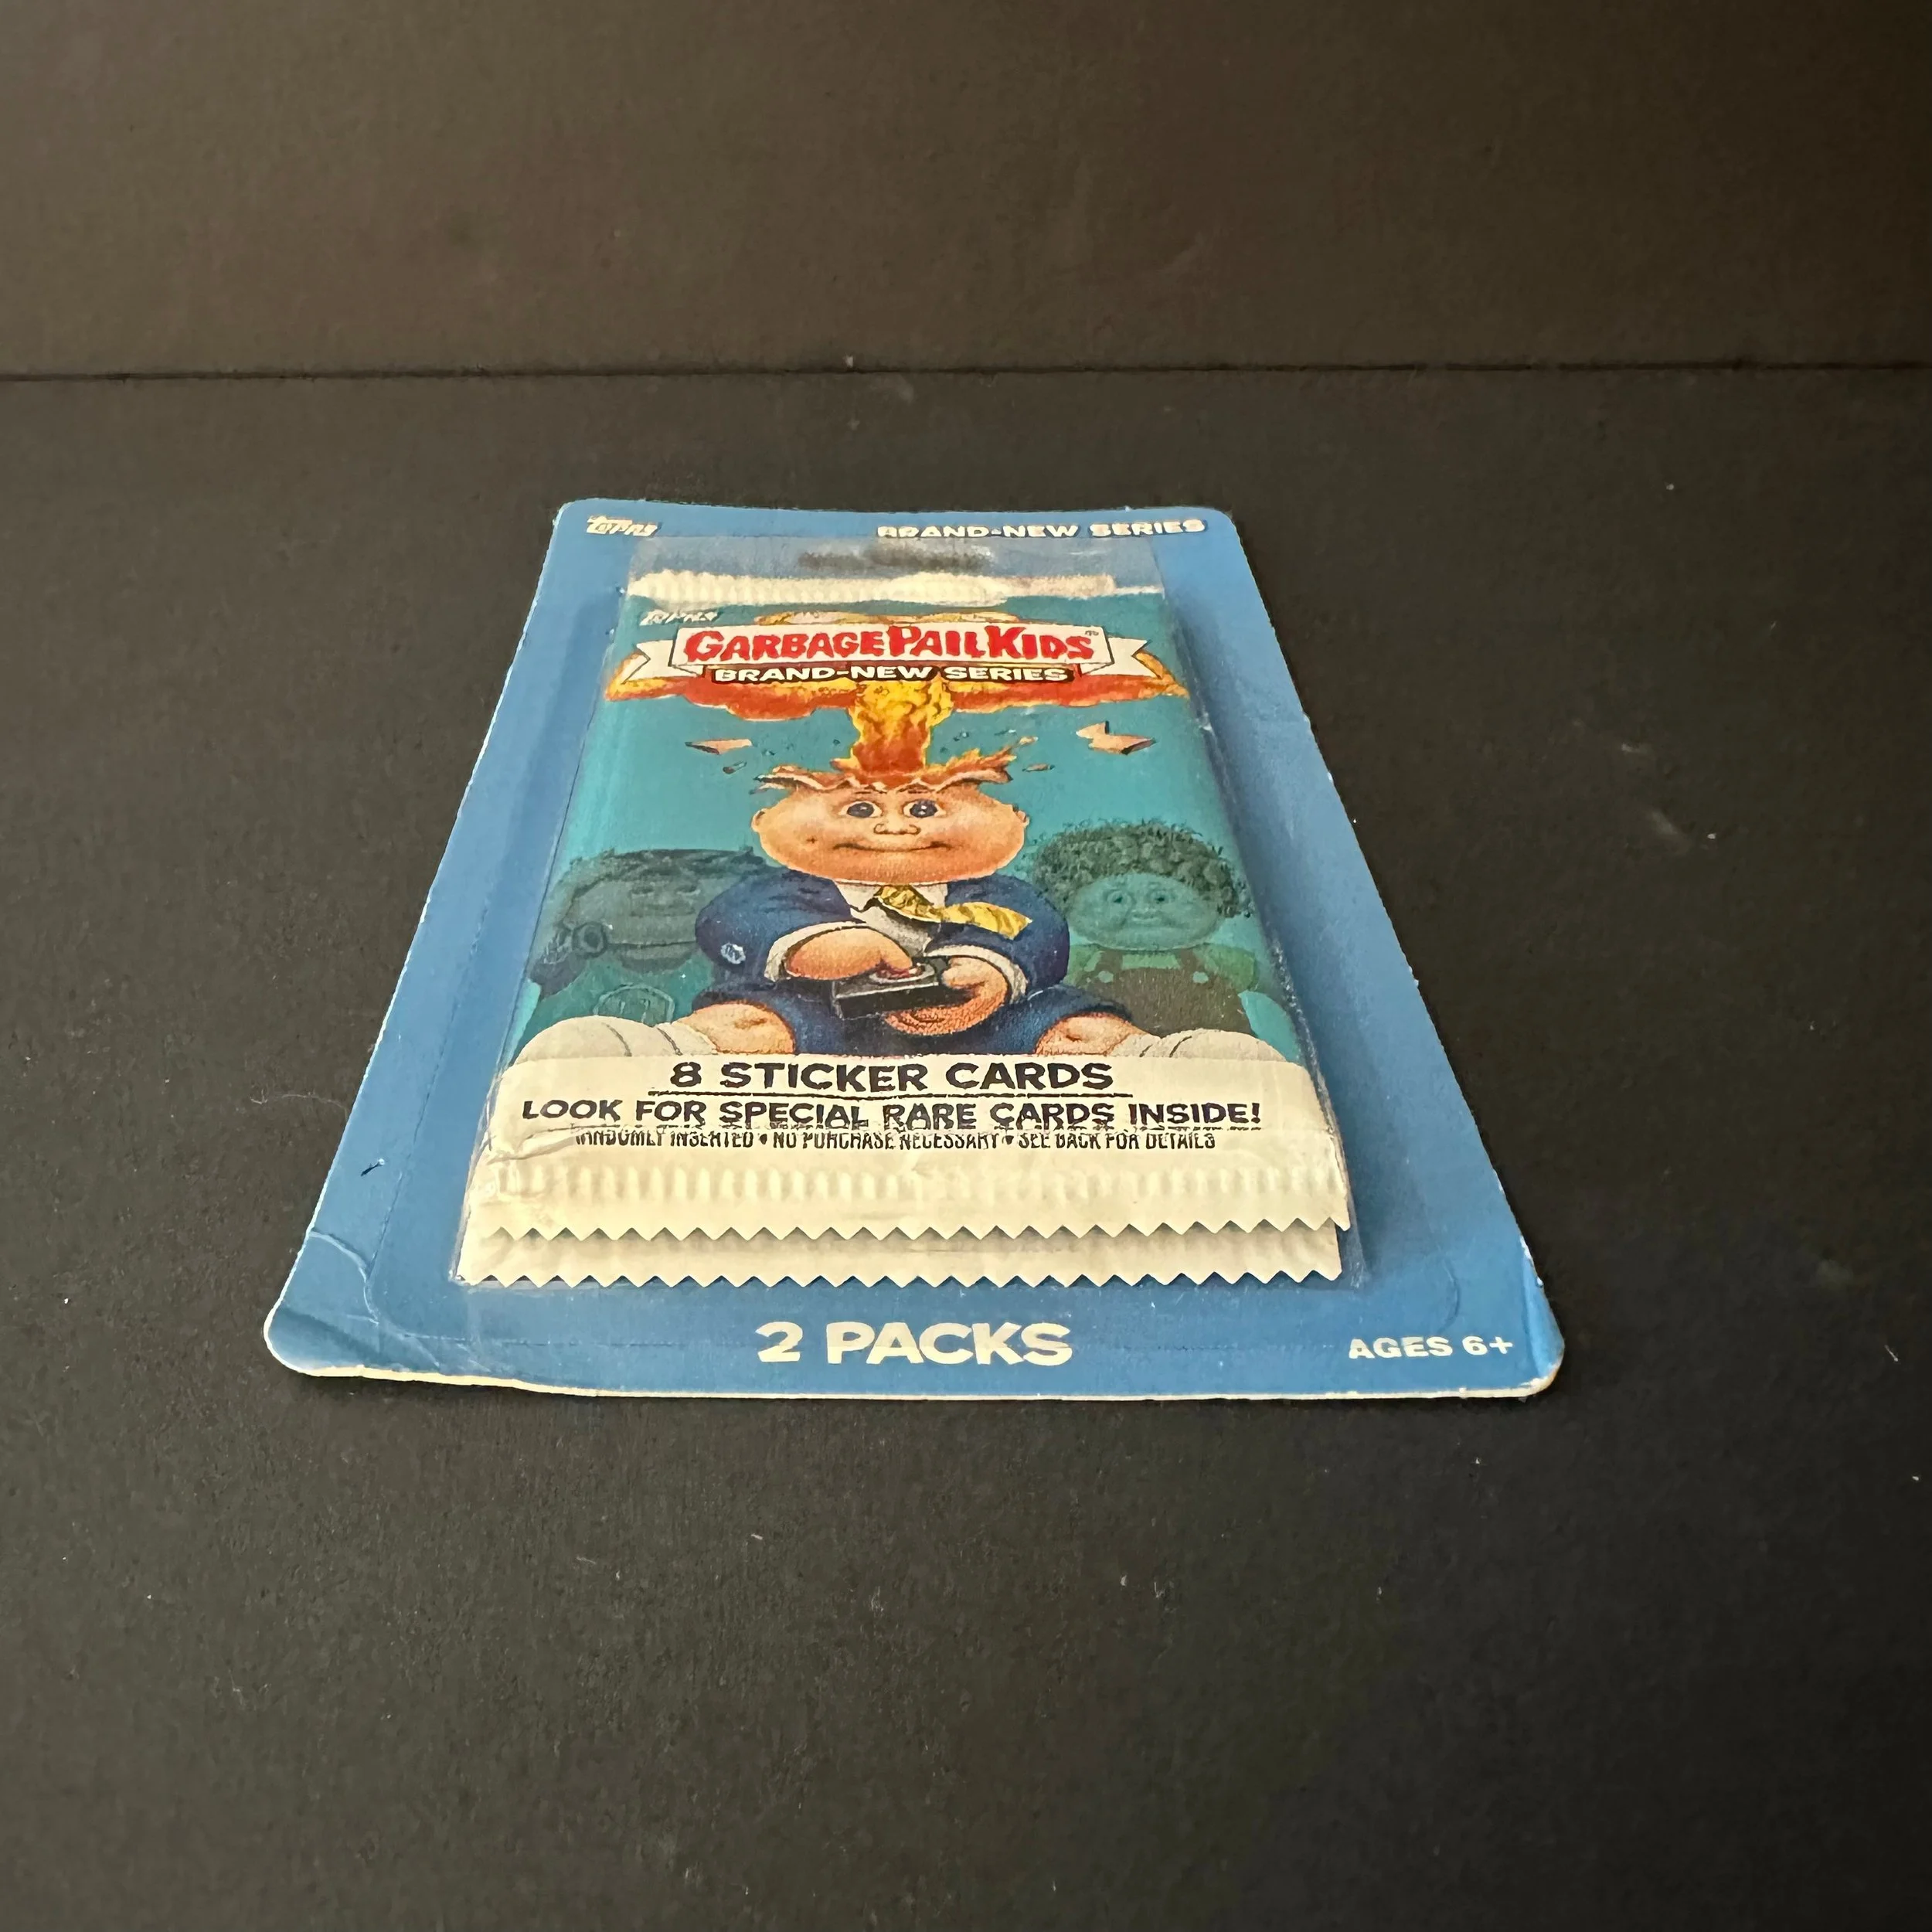 Topps
BRAND-NEW SERIES
Topps
GARBAGE PAIL KIDS®
BRAND-NEW SERIES
8 STICKER CARDS
LOOK FOR SPECIAL RARE CARDS INSIDE!
RANDOMLY INSERTED • NO PURCHASE NECESSARY • SEE BACK FOR DETAILS
2 PACKS
AGES 6+